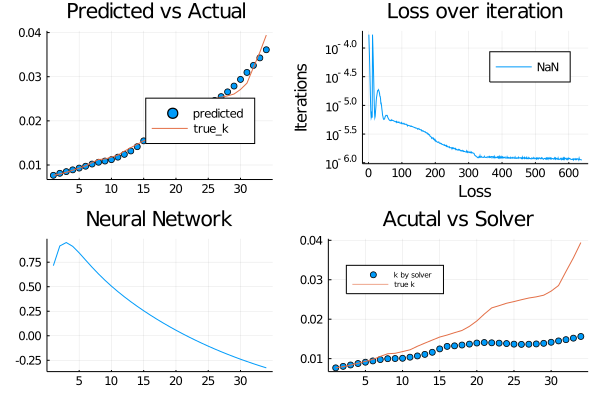 Predicted vs Actual
0.04
0.03
0.02
0.01
predicted
true_k
5 10 15 20 25 30
Loss over iteration
Iterations
10^-4.0
10^-4.5
10^-5.0
10^-5.5
10^-6.0
NaN
0 100 200 300 400 500 600
Loss
Neural Network
0.75
0.50
0.25
0.00
-0.25
5 10 15 20 25 30
Acutal vs Solver
0.04
0.03
0.02
0.01
k by solver
true k
5 10 15 20 25 30